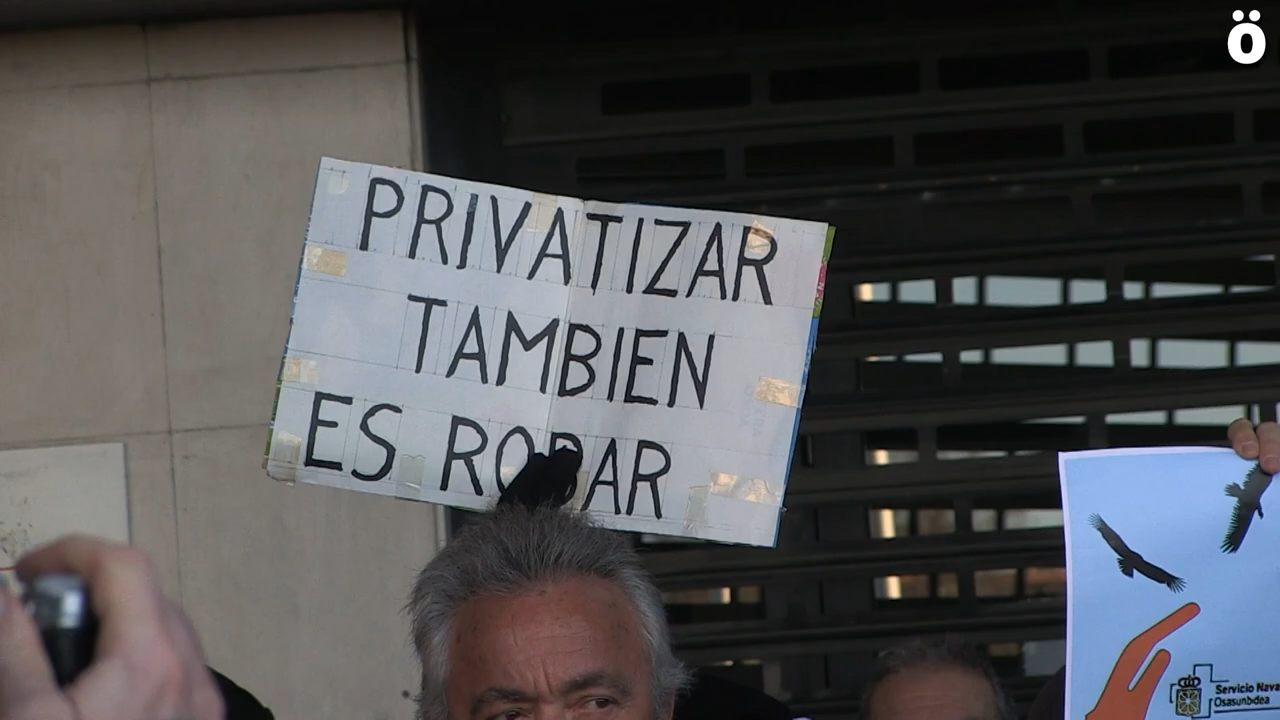 ö
PRIVATIZAR
TAMBIEN
ES ROBAR
Servicio Nava
Osasunbidea